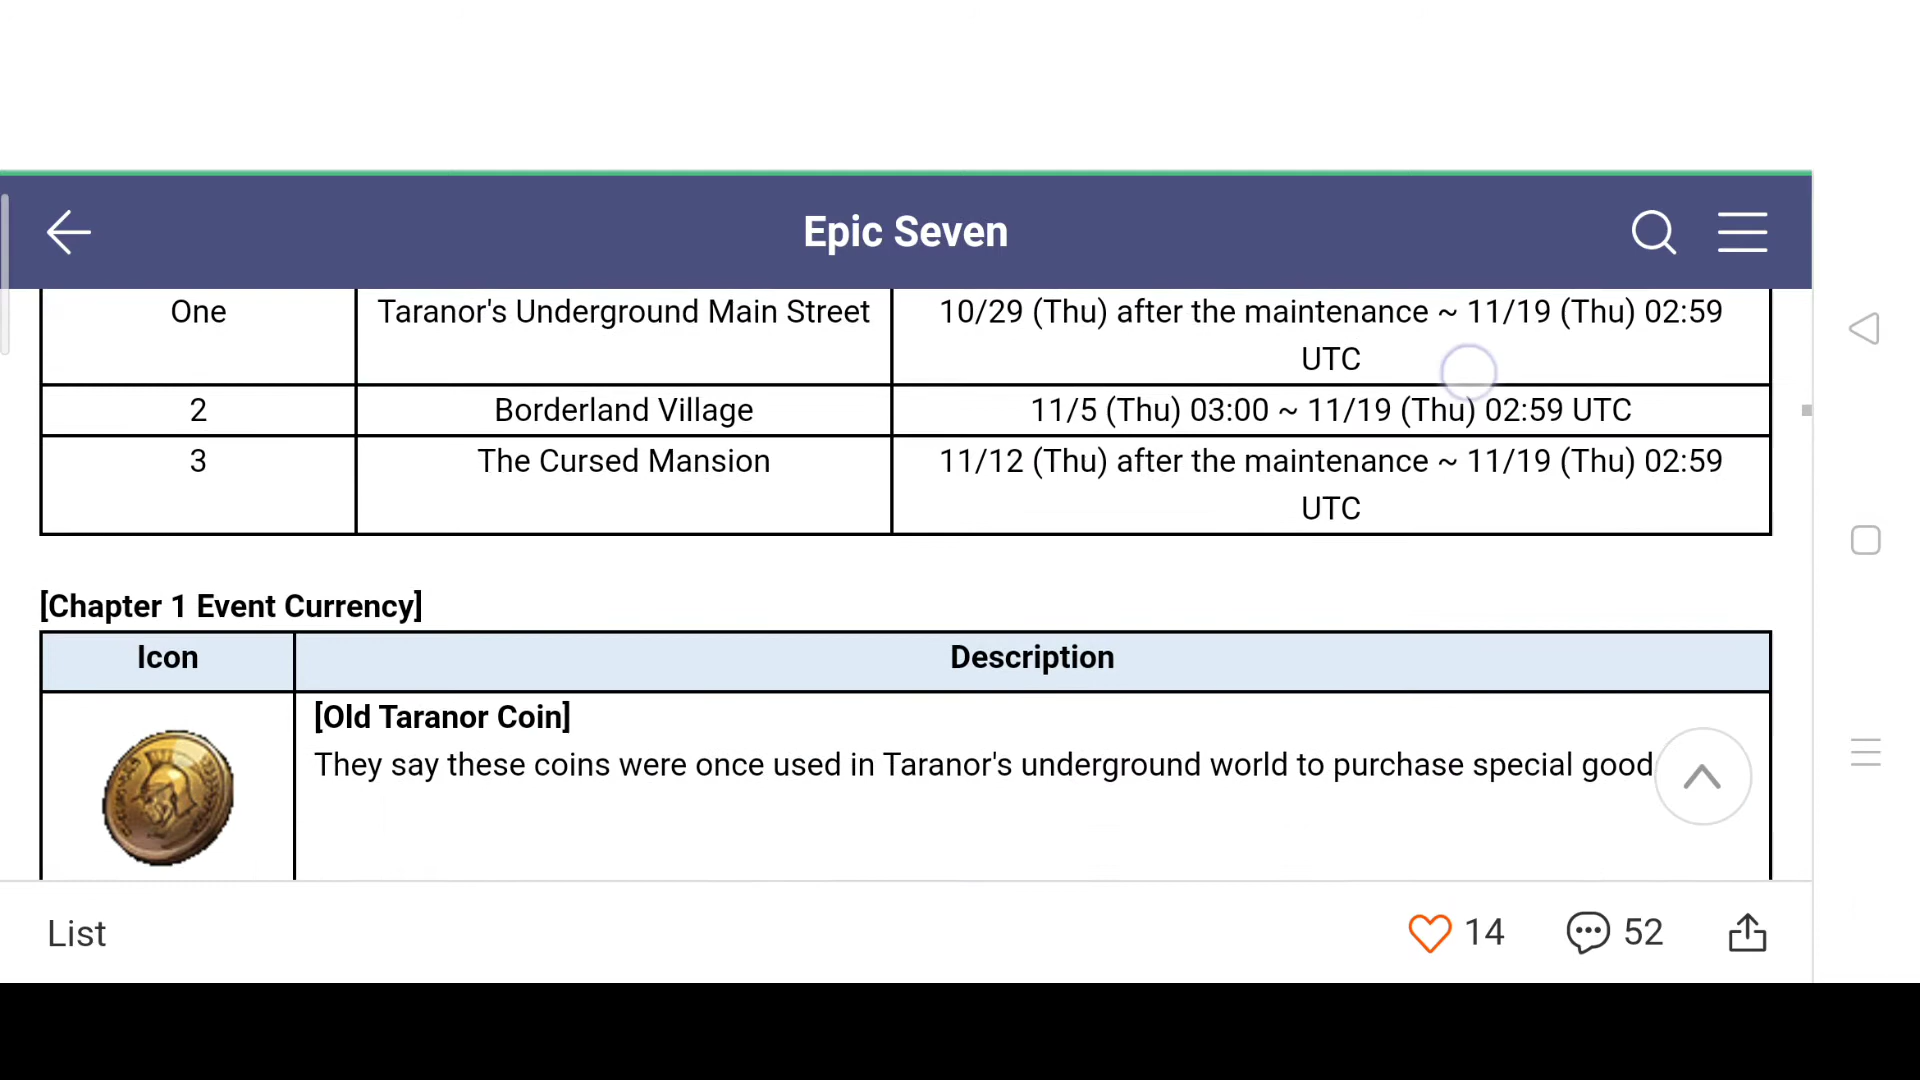 Epic Seven
One
Taranor's Underground Main Street
10/29 (Thu) after the maintenance ~ 11/19 (Thu) 02:59
UTC
2
Borderland Village
11/5 (Thu) 03:00 ~ 11/19 (Thu) 02:59 UTC
3
The Cursed Mansion
11/12 (Thu) after the maintenance ~ 11/19 (Thu) 02:59
UTC
[Chapter 1 Event Currency]
Icon
Description
[Old Taranor Coin]
They say these coins were once used in Taranor's underground world to purchase special good
List
14
52